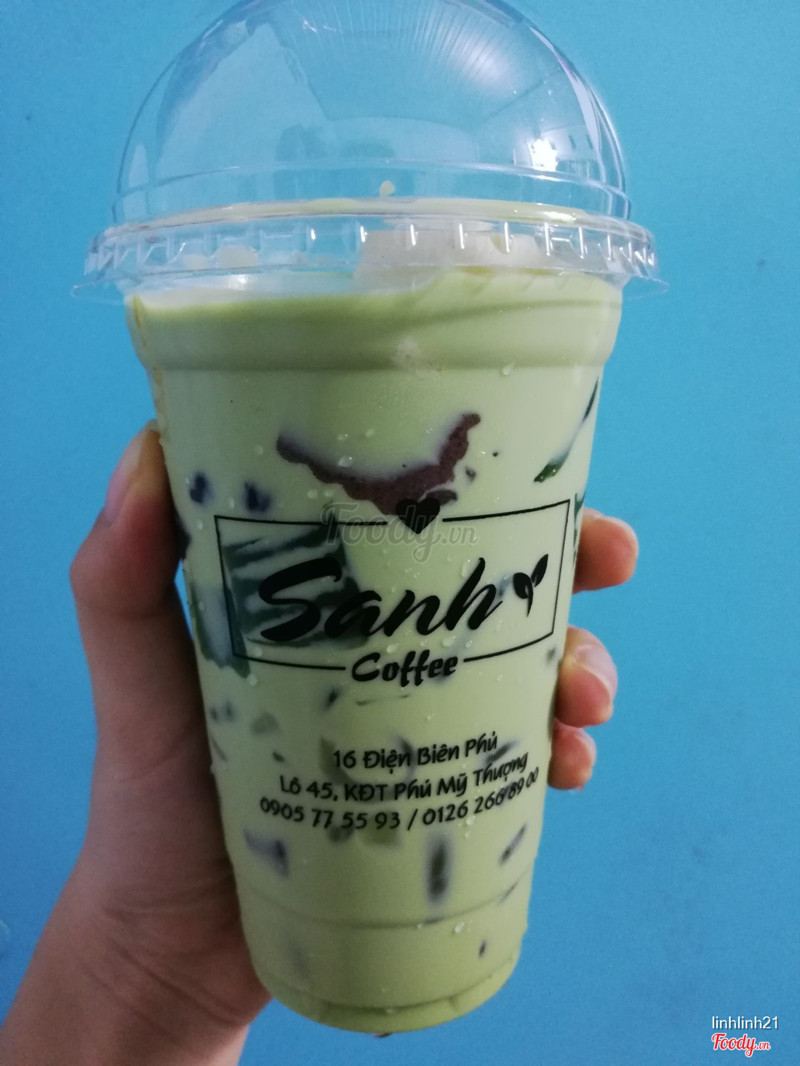 Foody.vn
Sanh
Coffee
16 Điện Biên Phủ
Lô 45, KĐT Phú Mỹ Thượng
0905 77 55 93 / 0126 266 89 00
linhlinh21
Foody.vn